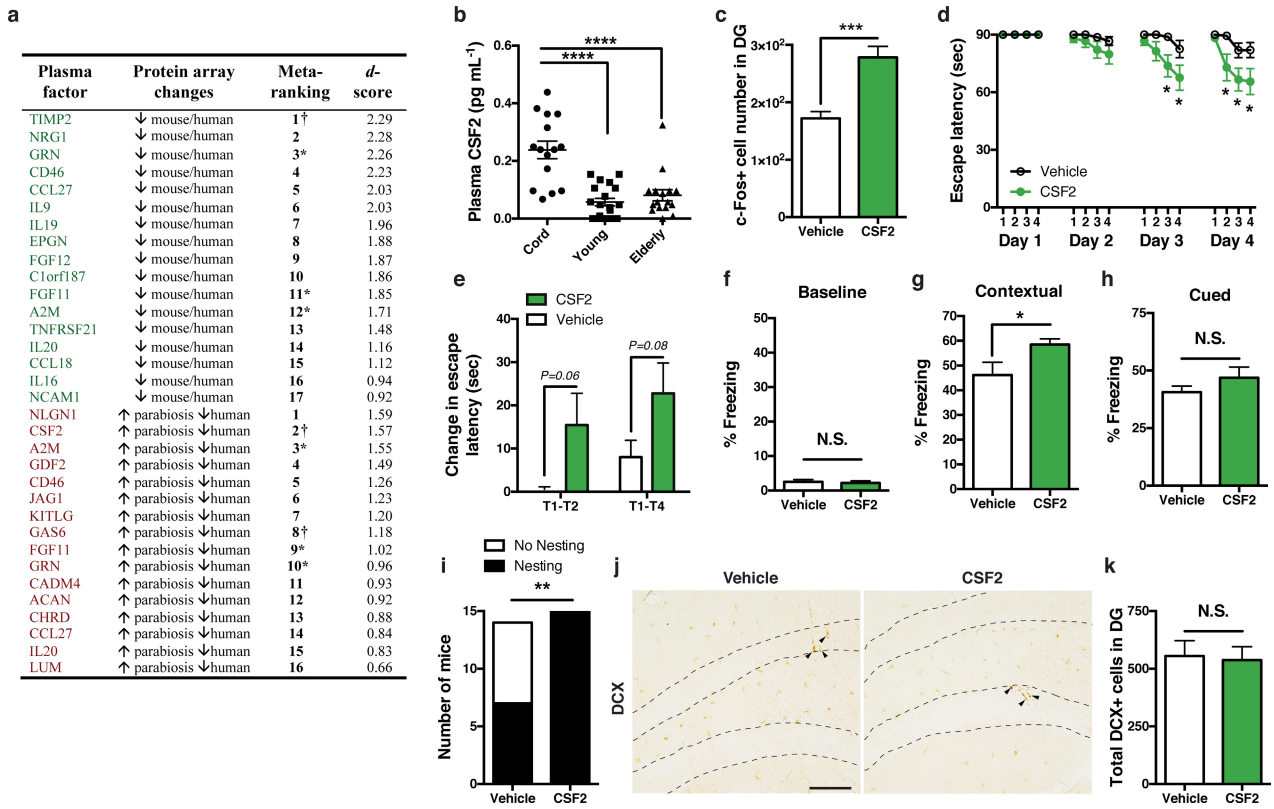 a
Plasma factor Protein array changes Meta-ranking d-score
TIMP2 ↓ mouse/human 1† 2.29
NRG1 ↓ mouse/human 2 2.28
GRN ↓ mouse/human 3* 2.26
CD46 ↓ mouse/human 4 2.23
CCL27 ↓ mouse/human 5 2.03
IL9 ↓ mouse/human 6 2.03
IL19 ↓ mouse/human 7 1.96
EPGN ↓ mouse/human 8 1.88
FGF12 ↓ mouse/human 9 1.87
C1orf187 ↓ mouse/human 10 1.86
FGF11 ↓ mouse/human 11* 1.85
A2M ↓ mouse/human 12* 1.71
TNFRSF21 ↓ mouse/human 13 1.48
IL20 ↓ mouse/human 14 1.16
CCL18 ↓ mouse/human 15 1.12
IL16 ↓ mouse/human 16 0.94
NCAM1 ↓ mouse/human 17 0.92
NLGN1 ↑ parabiosis ↓human 1 1.59
CSF2 ↑ parabiosis ↓human 2† 1.57
A2M ↑ parabiosis ↓human 3* 1.55
GDF2 ↑ parabiosis ↓human 4 1.49
CD46 ↑ parabiosis ↓human 5 1.26
JAG1 ↑ parabiosis ↓human 6 1.23
KITLG ↑ parabiosis ↓human 7 1.20
GAS6 ↑ parabiosis ↓human 8† 1.18
FGF11 ↑ parabiosis ↓human 9* 1.02
GRN ↑ parabiosis ↓human 10* 0.96
CADM4 ↑ parabiosis ↓human 11 0.93
ACAN ↑ parabiosis ↓human 12 0.92
CHRD ↑ parabiosis ↓human 13 0.88
CCL27 ↑ parabiosis ↓human 14 0.84
IL20 ↑ parabiosis ↓human 15 0.83
LUM ↑ parabiosis ↓human 16 0.66
b
Plasma CSF2 (pg mL-1)
0.6
0.4
0.2
0.0
****
****
Cord Young Elderly
c
c-Fos+ cell number in DG
3×10²
2×10²
1×10²
0
***
Vehicle CSF2
d
Escape latency (sec)
90
60
30
0
* *
* * *
Vehicle
CSF2
1 2 3 4 1 2 3 4 1 2 3 4 1 2 3 4
Day 1 Day 2 Day 3 Day 4
e
CSF2
Vehicle
Change in escape
latency (sec)
40
30
20
10
0
P=0.06
P=0.08
T1-T2 T1-T4
f
Baseline
% Freezing
50
40
30
20
10
0
N.S.
Vehicle CSF2
g
Contextual
% Freezing
70
60
50
40
30
20
10
0
*
Vehicle CSF2
h
Cued
% Freezing
75
50
25
0
N.S.
Vehicle CSF2
i
No Nesting
Nesting
Number of mice
15
10
5
0
**
Vehicle CSF2
j
Vehicle CSF2
DCX
k
Total DCX+ cells in DG
750
500
250
0
N.S.
Vehicle CSF2